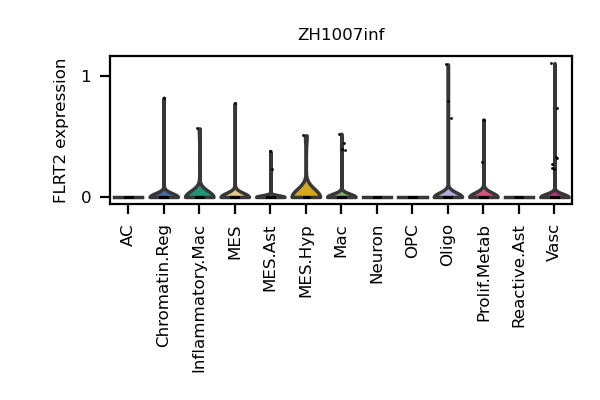 ZH1007inf
FLRT2 expression
1
0
AC
Chromatin.Reg
Inflammatory.Mac
MES
MES.Ast
MES.Hyp
Mac
Neuron
OPC
Oligo
Prolif.Metab
Reactive.Ast
Vasc